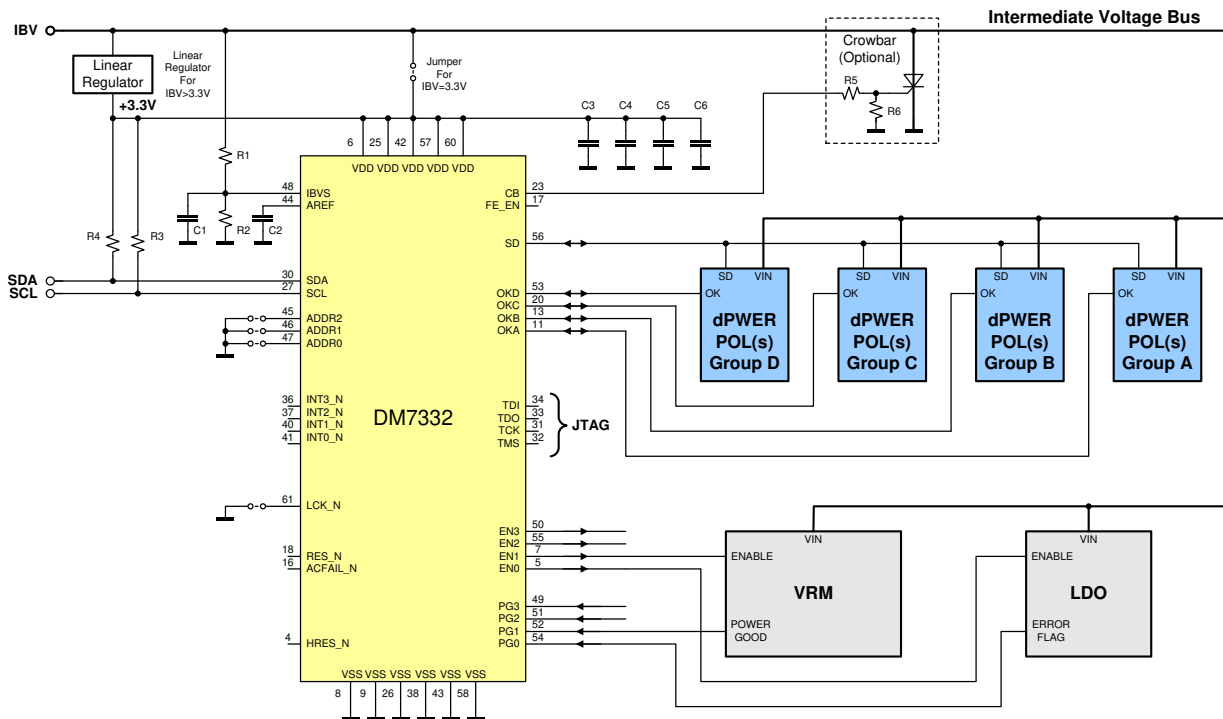 Intermediate Voltage Bus
IBV
Linear
Regulator
Linear
Regulator
For
IBV>3.3V
+3.3V
Jumper
For
IBV=3.3V
Crowbar
(Optional)
R5
R6
C3 C4 C5 C6
6 25 42 57 60
VDD VDD VDD VDD VDD
R1
R2
C1
C2
R4
R3
48 IBVS
44 AREF
SDA
SCL
30 SDA
27 SCL
45 ADDR2
46 ADDR1
47 ADDR0
36 INT3_N
37 INT2_N
40 INT1_N
41 INT0_N
61 LCK_N
18 RES_N
16 ACFAIL_N
4 HRES_N
DM7332
CB 23
FE_EN 17
SD 56
OKD 53
OKC 20
OKB 13
OKA 11
TDI 34
TDO 33
TCK 31
TMS 32
JTAG
EN3 50
EN2 55
EN1 7
EN0 5
PG3 49
PG2 51
PG1 52
PG0 54
VSS VSS VSS VSS VSS VSS
8 9 26 38 43 58
SD VIN
OK
dPWER
POL(s)
Group D
SD VIN
OK
dPWER
POL(s)
Group C
SD VIN
OK
dPWER
POL(s)
Group B
SD VIN
OK
dPWER
POL(s)
Group A
VIN
ENABLE
VRM
POWER
GOOD
VIN
ENABLE
LDO
ERROR
FLAG